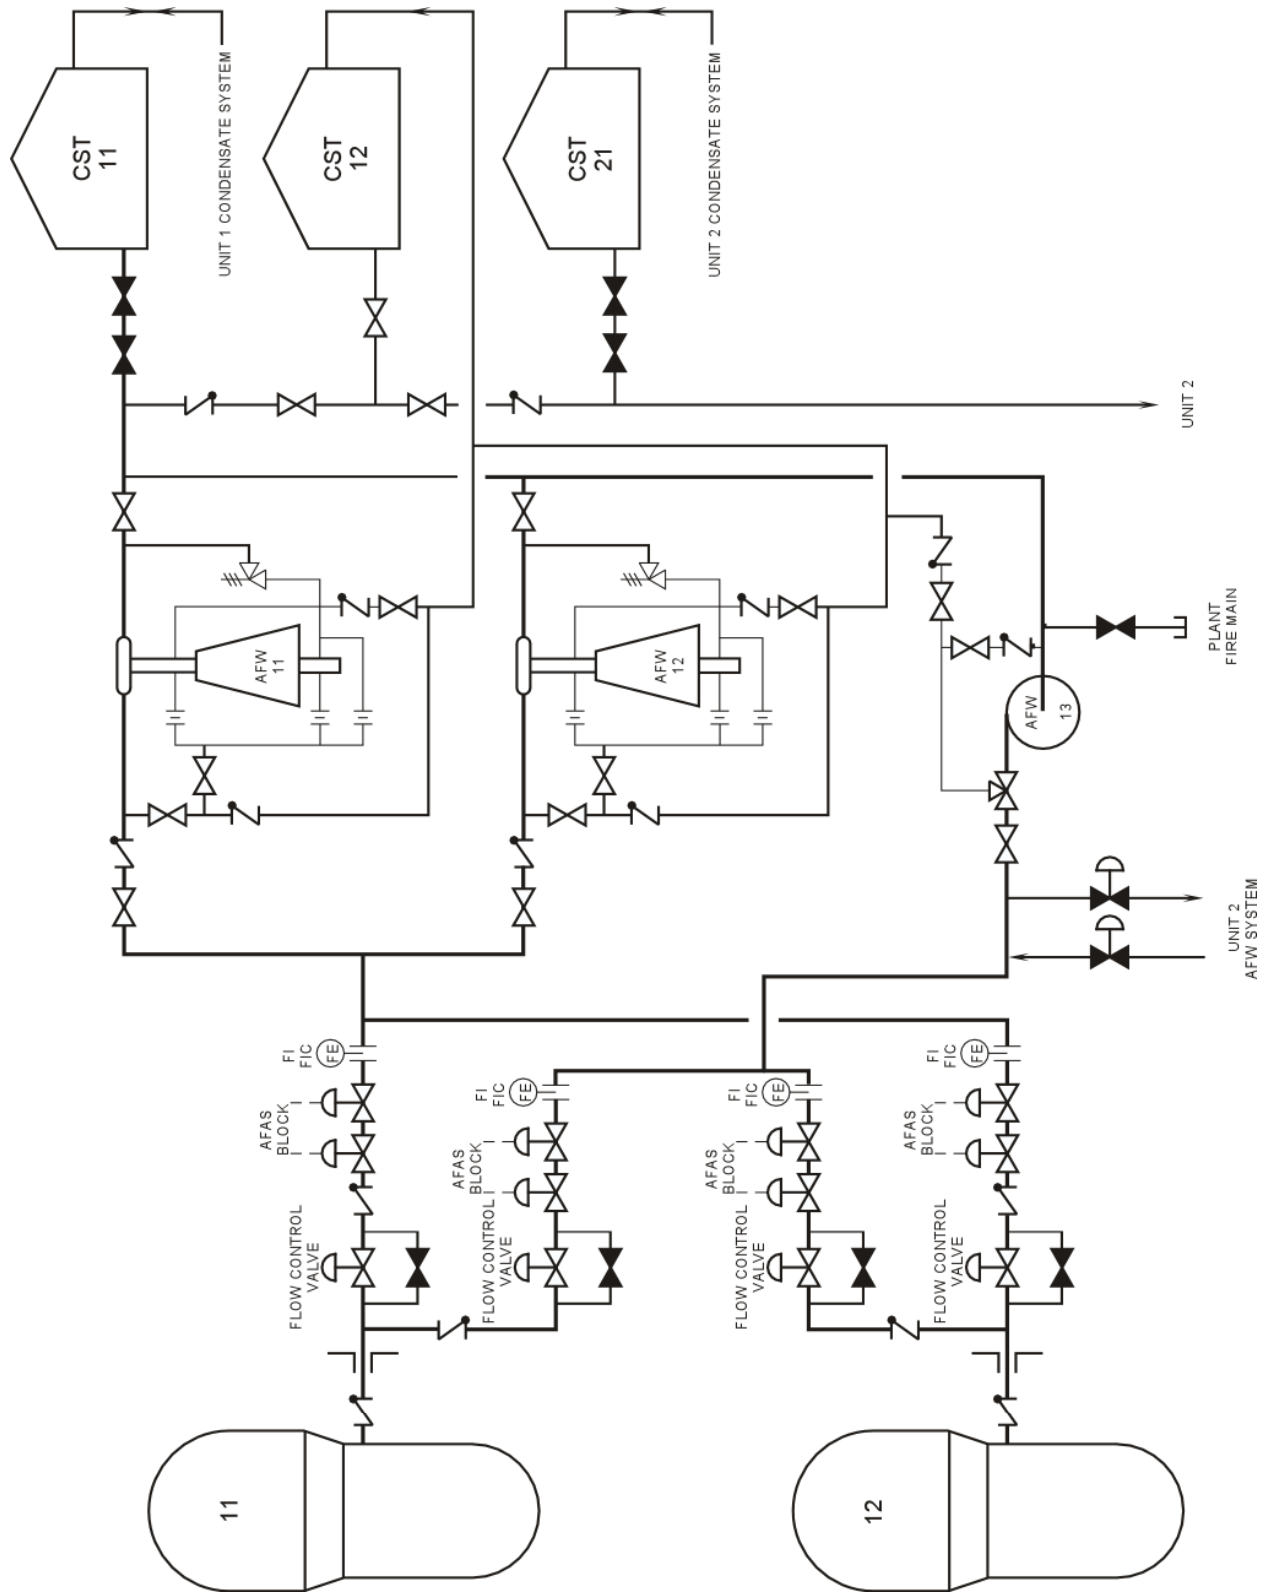 CST
11
UNIT 1 CONDENSATE SYSTEM
CST
12
CST
21
UNIT 2 CONDENSATE SYSTEM
UNIT 2
AFW
11
AFW
12
AFW
13
PLANT
FIRE MAIN
UNIT 2
AFW SYSTEM
FI
FIC
FE
AFAS
BLOCK
FLOW CONTROL
VALVE
FI
FIC
FE
AFAS
BLOCK
FLOW CONTROL
VALVE
FI
FIC
FE
AFAS
BLOCK
FLOW CONTROL
VALVE
FI
FIC
FE
AFAS
BLOCK
FLOW CONTROL
VALVE
11
12